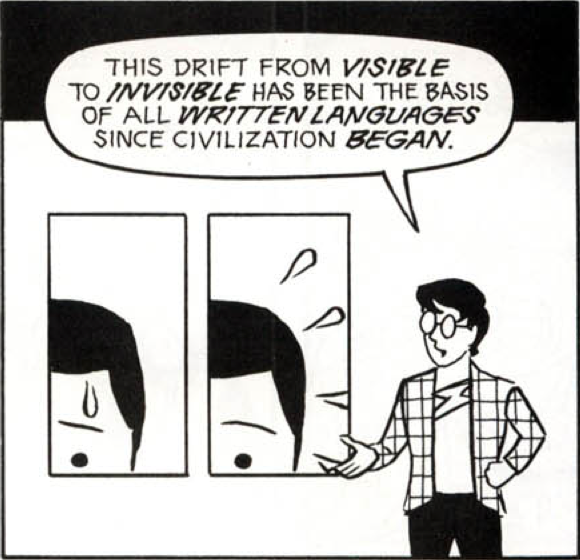 THIS DRIFT FROM VISIBLE
TO INVISIBLE HAS BEEN THE BASIS
OF ALL WRITTEN LANGUAGES
SINCE CIVILIZATION BEGAN.